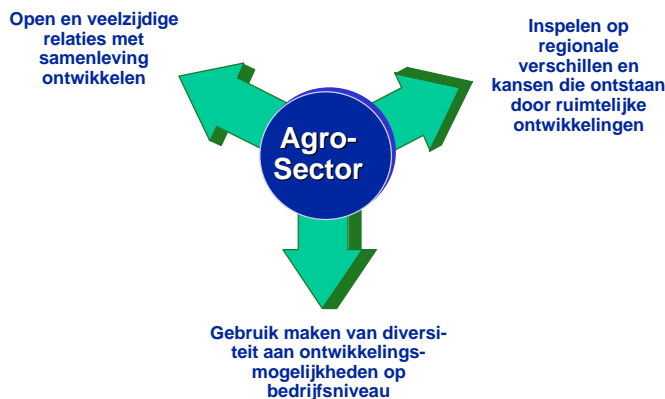 Open en veelzijdige
relaties met
samenleving
ontwikkelen
Inspelen op
regionale
verschillen en
kansen die ontstaan
door ruimtelijke
ontwikkelingen
Agro-
Sector
Gebruik maken van diversi-
teit aan ontwikkelings-
mogelijkheden op
bedrijfsniveau